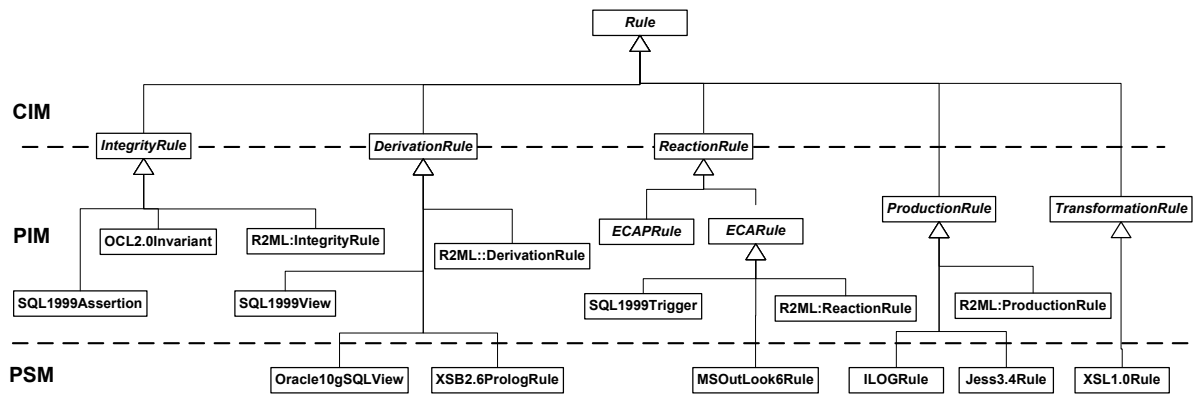 Rule
CIM
IntegrityRule
DerivationRule
ReactionRule
PIM
ProductionRule
TransformationRule
OCL2.0Invariant
R2ML:IntegrityRule
ECAPRule
ECARule
R2ML::DerivationRule
SQL1999Assertion
SQL1999View
SQL1999Trigger
R2ML:ReactionRule
R2ML:ProductionRule
PSM
Oracle10gSQLView
XSB2.6PrologRule
MSOutLook6Rule
ILOGRule
Jess3.4Rule
XSL1.0Rule